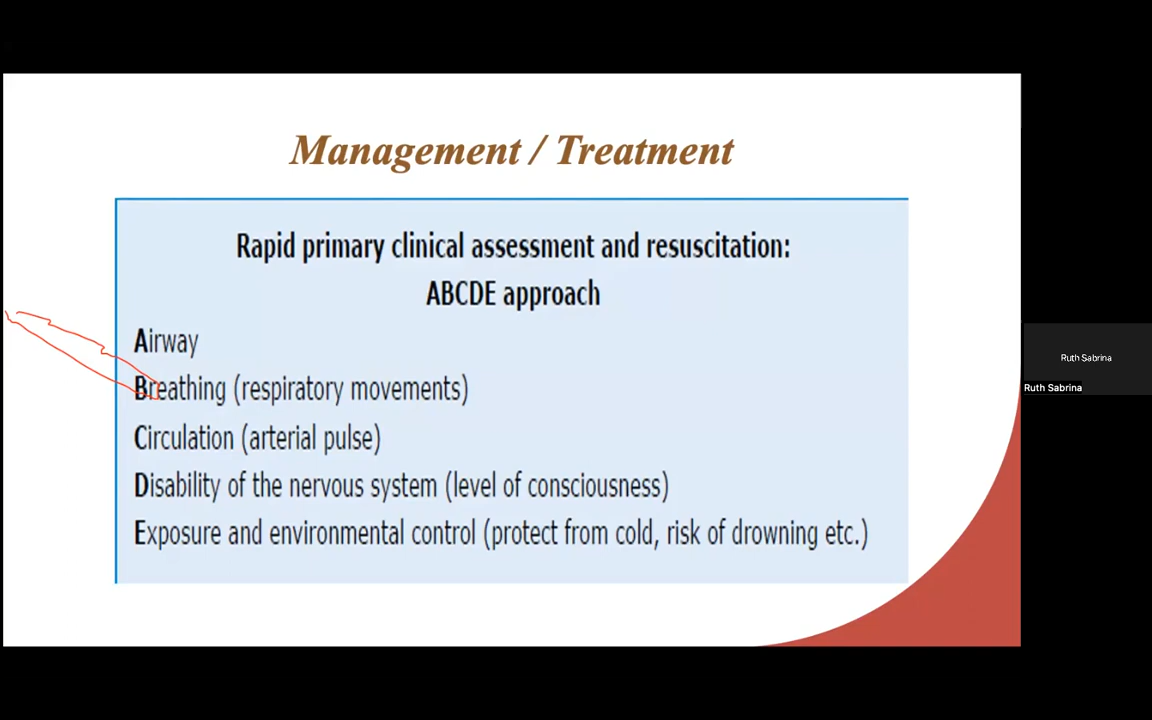 Management / Treatment
Rapid primary clinical assessment and resuscitation:
ABCDE approach
Airway
Breathing (respiratory movements)
Circulation (arterial pulse)
Disability of the nervous system (level of consciousness)
Exposure and environmental control (protect from cold, risk of drowning etc.)
Ruth Sabrina
Ruth Sabrina